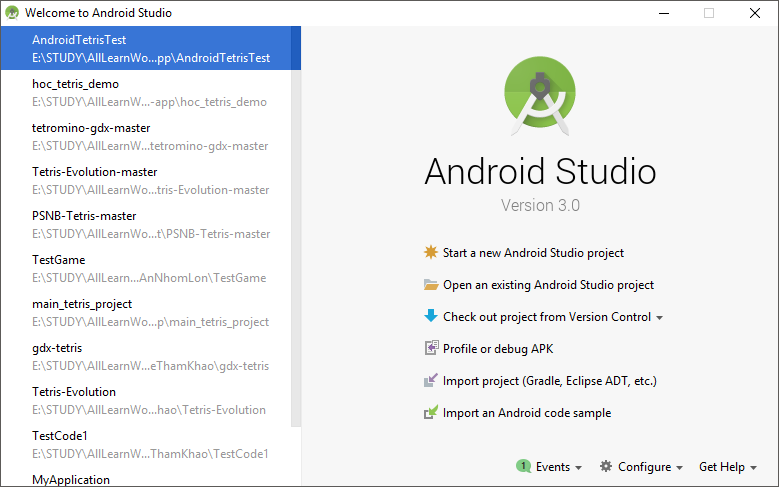 Welcome to Android Studio
AndroidTetrisTest
E:\STUDY\AllLearnWo...pp\AndroidTetrisTest
hoc_tetris_demo
E:\STUDY\AllLearnW...-app\hoc_tetris_demo
tetromino-gdx-master
E:\STUDY\AllLearnW...tetromino-gdx-master
Tetris-Evolution-master
E:\STUDY\AllLearnWo...tris-Evolution-master
PSNB-Tetris-master
E:\STUDY\AllLearnWo...t\PSNB-Tetris-master
TestGame
E:\STUDY\AllLearn...AnNhomLon\TestGame
main_tetris_project
E:\STUDY\AllLearnWo...p\main_tetris_project
gdx-tetris
E:\STUDY\AllLearnW...eThamKhao\gdx-tetris
Tetris-Evolution
E:\STUDY\AllLearnWo...hao\Tetris-Evolution
TestCode1
E:\STUDY\AllLearnW...ThamKhao\TestCode1
MyApplication
Android Studio
Version 3.0
Start a new Android Studio project
Open an existing Android Studio project
Check out project from Version Control
Profile or debug APK
Import project (Gradle, Eclipse ADT, etc.)
Import an Android code sample
1 Events Configure Get Help